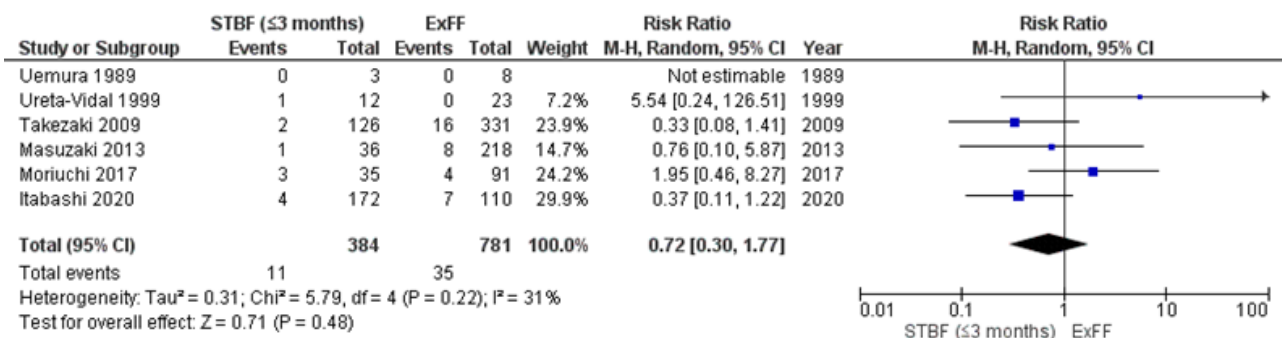 STBF (≤3 months) ExFF Risk Ratio Risk Ratio
Study or Subgroup Events Total Events Total Weight M-H, Random, 95% CI Year M-H, Random, 95% CI
Uemura 1989 0 3 0 8 Not estimable 1989
Ureta-Vidal 1999 1 12 0 23 7.2% 5.54 [0.24, 126.51] 1999
Takezaki 2009 2 126 16 331 23.9% 0.33 [0.08, 1.41] 2009
Masuzaki 2013 1 36 8 218 14.7% 0.76 [0.10, 5.87] 2013
Moriuchi 2017 3 35 4 91 24.2% 1.95 [0.46, 8.27] 2017
Itabashi 2020 4 172 7 110 29.9% 0.37 [0.11, 1.22] 2020
Total (95% CI) 384 781 100.0% 0.72 [0.30, 1.77]
Total events 11 35
Heterogeneity: Tau² = 0.31; Chi² = 5.79, df = 4 (P = 0.22); I² = 31%
Test for overall effect: Z = 0.71 (P = 0.48)
0.01 0.1 1 10 100
STBF (≤3 months) ExFF